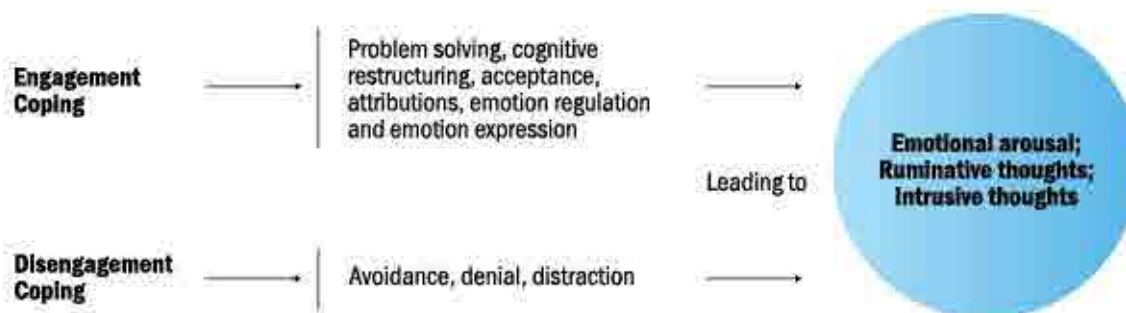 Engagement
Coping
Problem solving, cognitive
restructuring, acceptance,
attributions, emotion regulation
and emotion expression
Leading to
Emotional arousal;
Ruminative thoughts;
Intrusive thoughts
Disengagement
Coping
Avoidance, denial, distraction